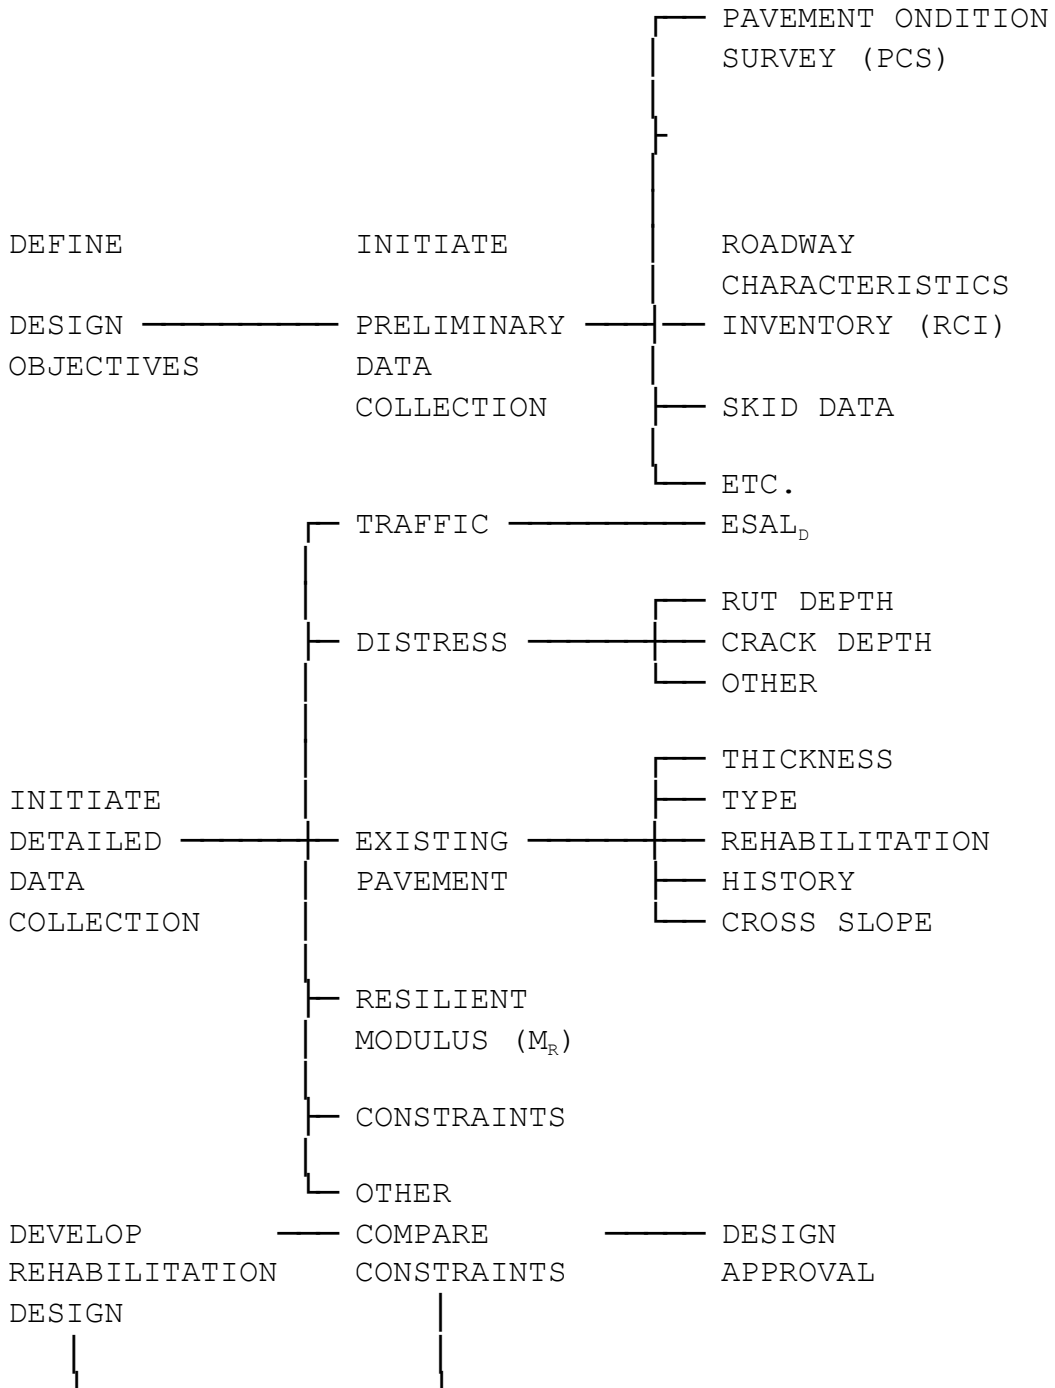 PAVEMENT ONDITION
SURVEY (PCS)
DEFINE INITIATE ROADWAY
CHARACTERISTICS
DESIGN PRELIMINARY INVENTORY (RCI)
OBJECTIVES DATA
COLLECTION SKID DATA
ETC.
TRAFFIC ESAL_D
RUT DEPTH
DISTRESS CRACK DEPTH
OTHER
THICKNESS
INITIATE TYPE
DETAILED EXISTING REHABILITATION
DATA PAVEMENT HISTORY
COLLECTION CROSS SLOPE
RESILIENT
MODULUS (M_R)
CONSTRAINTS
OTHER
DEVELOP COMPARE DESIGN
REHABILITATION CONSTRAINTS APPROVAL
DESIGN